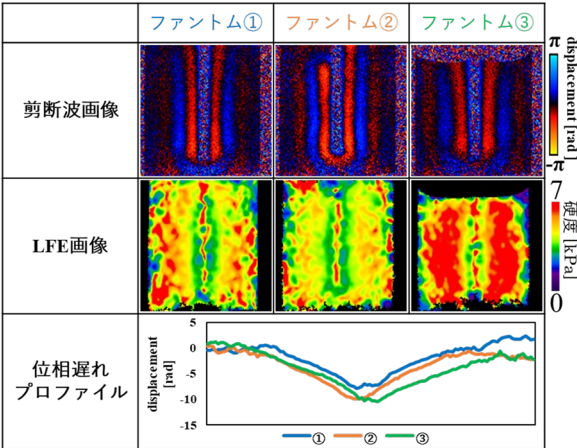 ファントム① ファントム② ファントム③
剪断波画像
π
displacement [rad]
-π
LFE画像
7
硬度 [kPa]
0
位相遅れ
プロファイル
displacement
[rad]
5
0
-5
-10
-15
① ② ③